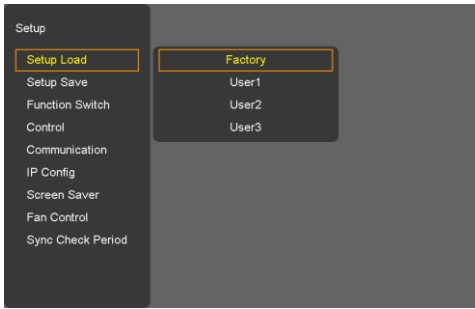 Setup
Setup Load
Setup Save
Function Switch
Control
Communication
IP Config
Screen Saver
Fan Control
Sync Check Period
Factory
User1
User2
User3